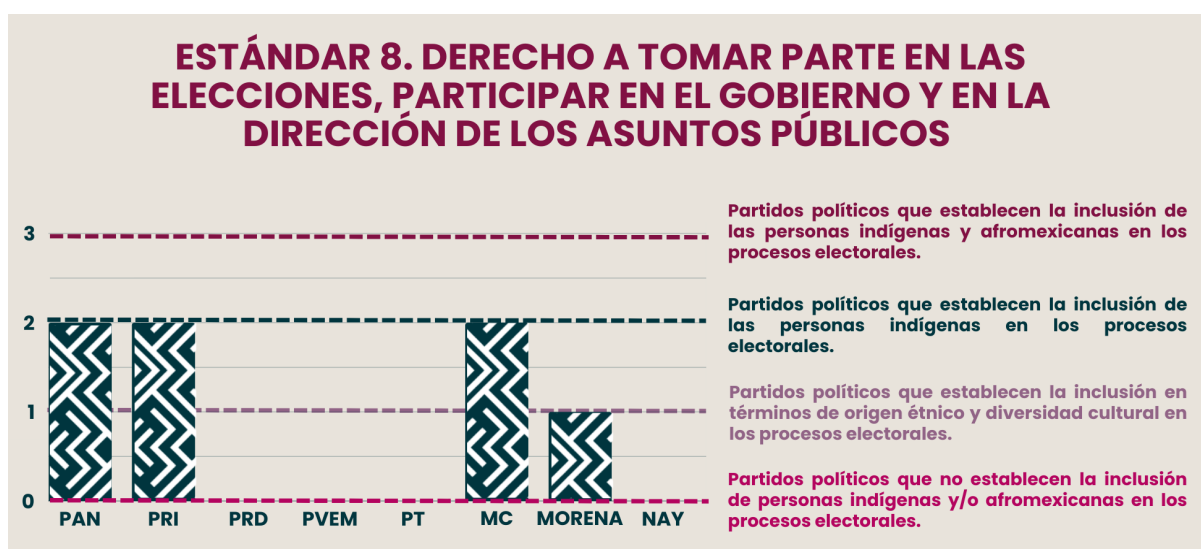 ESTÁNDAR 8. DERECHO A TOMAR PARTE EN LAS
ELECCIONES, PARTICIPAR EN EL GOBIERNO Y EN LA
DIRECCIÓN DE LOS ASUNTOS PÚBLICOS
3
2
1
0
PAN PRI PRD PVEM PT MC MORENA NAY
Partidos políticos que establecen la inclusión de
las personas indígenas y afromexicanas en los
procesos electorales.
Partidos políticos que establecen la inclusión de
las personas indígenas en los procesos
electorales.
Partidos políticos que establecen la inclusión en
términos de origen étnico y diversidad cultural en
los procesos electorales.
Partidos políticos que no establecen la inclusión
de personas indígenas y/o afromexicanas en los
procesos electorales.